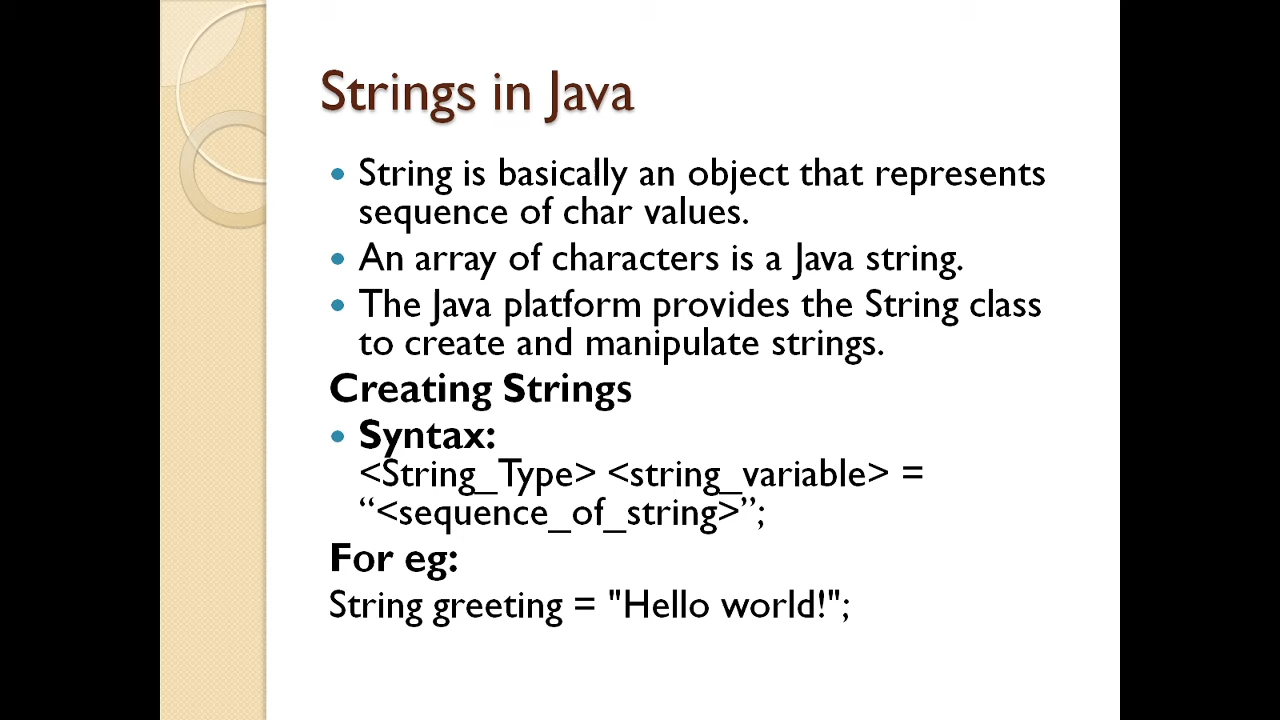 Strings in Java
• String is basically an object that represents
sequence of char values.
• An array of characters is a Java string.
• The Java platform provides the String class
to create and manipulate strings.
Creating Strings
• Syntax:
<String_Type> <string_variable> =
“<sequence_of_string>”;
For eg:
String greeting = "Hello world!";